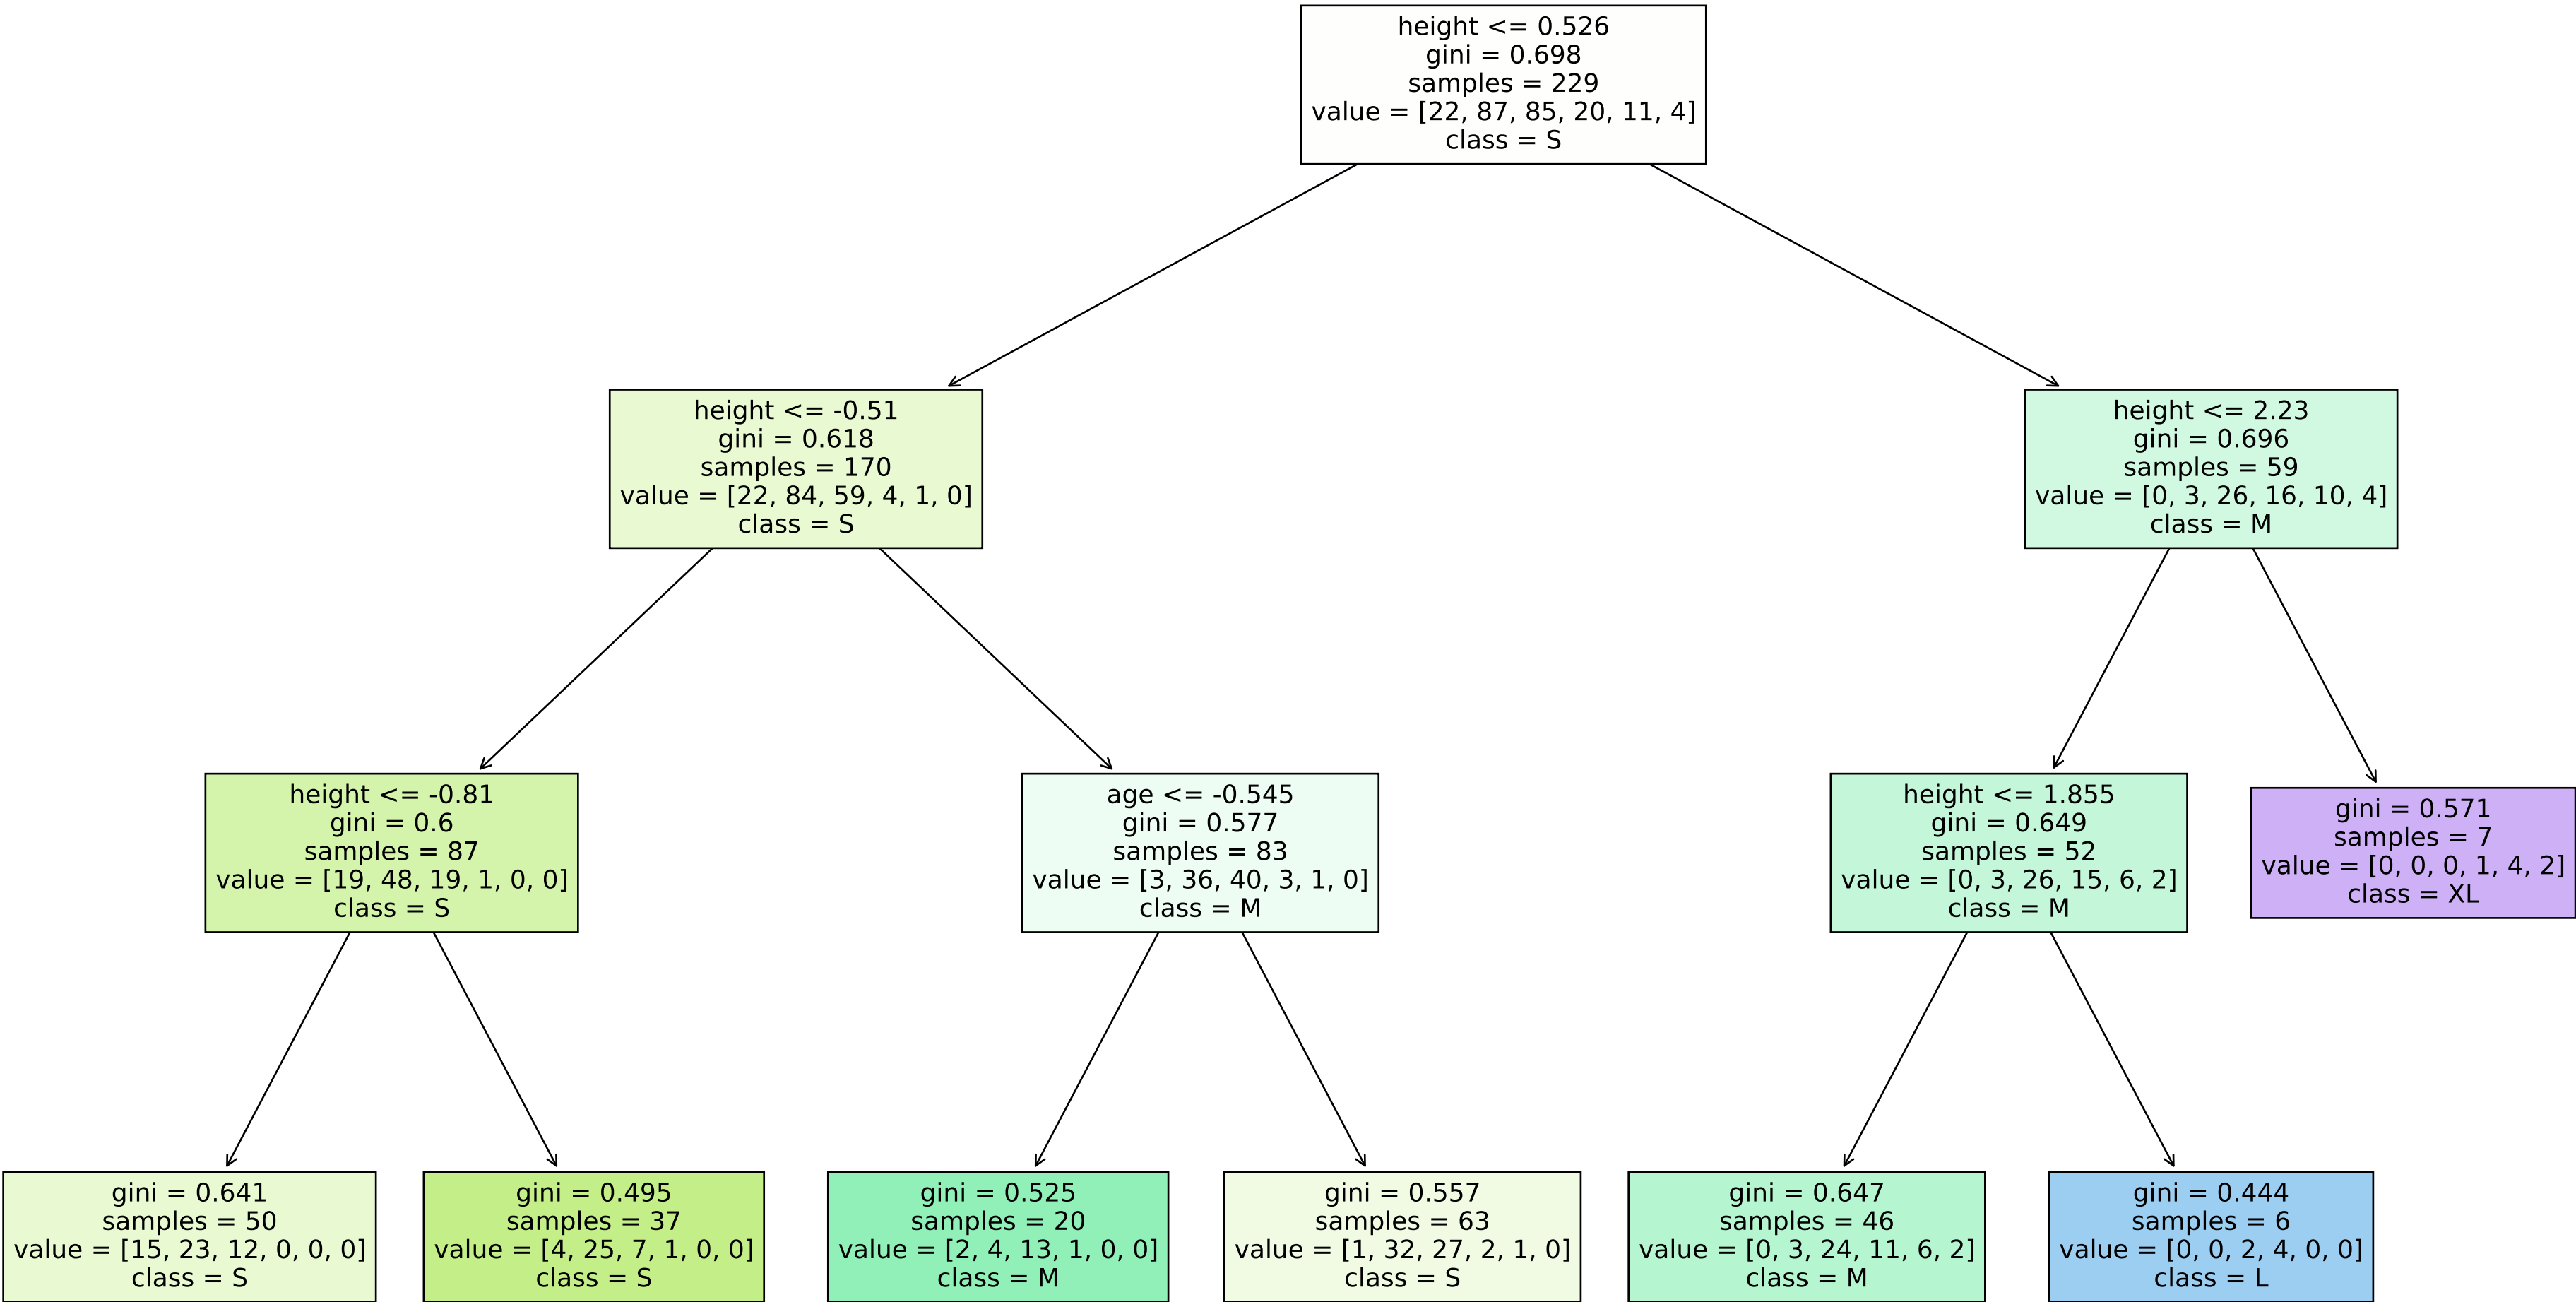 height <= 0.526
gini = 0.698
samples = 229
value = [22, 87, 85, 20, 11, 4]
class = S
height <= -0.51
gini = 0.618
samples = 170
value = [22, 84, 59, 4, 1, 0]
class = S
height <= 2.23
gini = 0.696
samples = 59
value = [0, 3, 26, 16, 10, 4]
class = M
height <= -0.81
gini = 0.6
samples = 87
value = [19, 48, 19, 1, 0, 0]
class = S
age <= -0.545
gini = 0.577
samples = 83
value = [3, 36, 40, 3, 1, 0]
class = M
height <= 1.855
gini = 0.649
samples = 52
value = [0, 3, 26, 15, 6, 2]
class = M
gini = 0.571
samples = 7
value = [0, 0, 0, 1, 4, 2]
class = XL
gini = 0.641
samples = 50
value = [15, 23, 12, 0, 0, 0]
class = S
gini = 0.495
samples = 37
value = [4, 25, 7, 1, 0, 0]
class = S
gini = 0.525
samples = 20
value = [2, 4, 13, 1, 0, 0]
class = M
gini = 0.557
samples = 63
value = [1, 32, 27, 2, 1, 0]
class = S
gini = 0.647
samples = 46
value = [0, 3, 24, 11, 6, 2]
class = M
gini = 0.444
samples = 6
value = [0, 0, 2, 4, 0, 0]
class = L